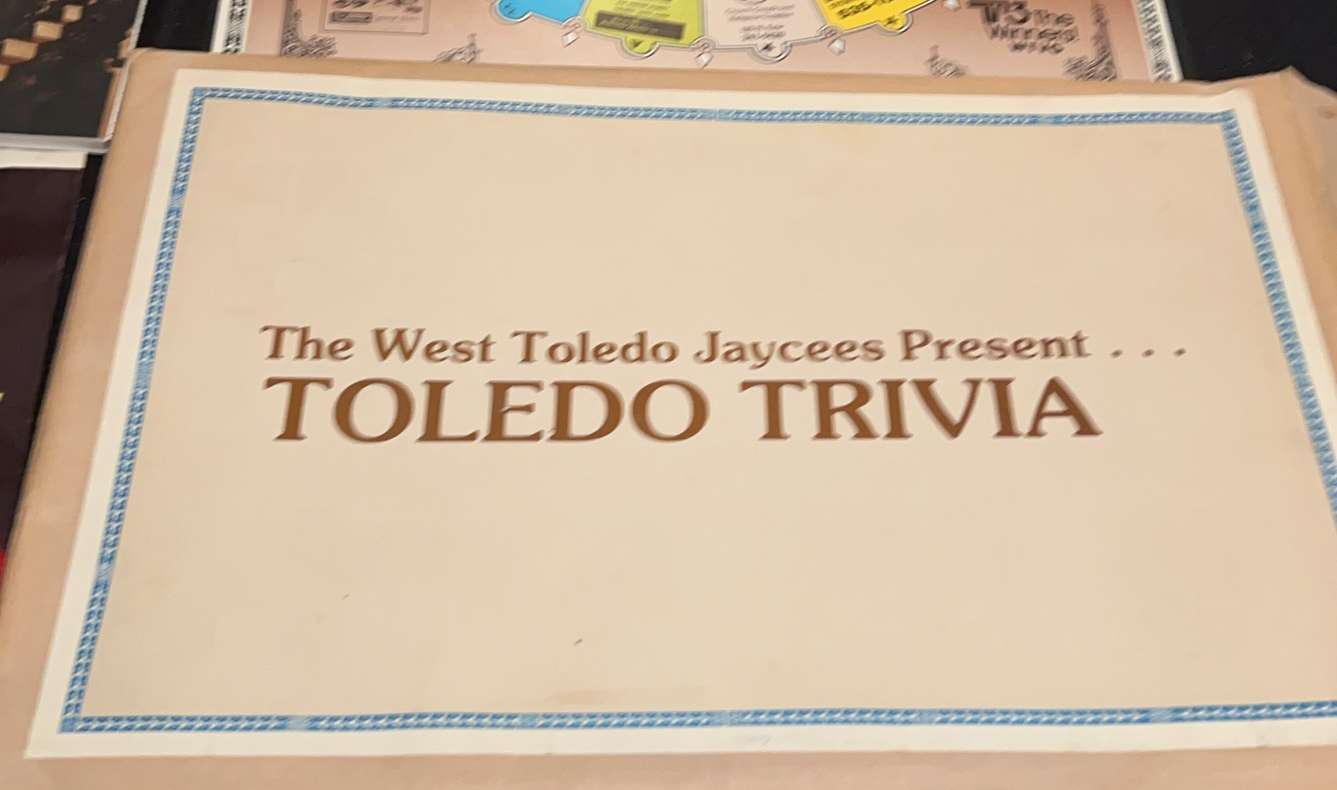 The West Toledo Jaycees Present . . .
TOLEDO TRIVIA